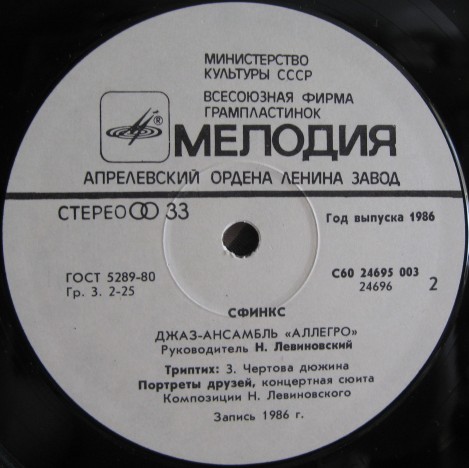 МИНИСТЕРСТВО
КУЛЬТУРЫ СССР
ВСЕСОЮЗНАЯ ФИРМА
ГРАМПЛАСТИНОК
® МЕЛОДИЯ
АПРЕЛЕВСКИЙ ОРДЕНА ЛЕНИНА ЗАВОД
СТЕРЕО 33
Год выпуска 1986
ГОСТ 5289-80
Гр. 3. 2-25
С60 24695 003
24696
2
СФИНКС
ДЖАЗ-АНСАМБЛЬ «АЛЛЕГРО»
Руководитель Н. Левиновский
Триптих: 3. Чертова дюжина
Портреты друзей, концертная сюита
Композиции Н. Левиновского
Запись 1986 г.